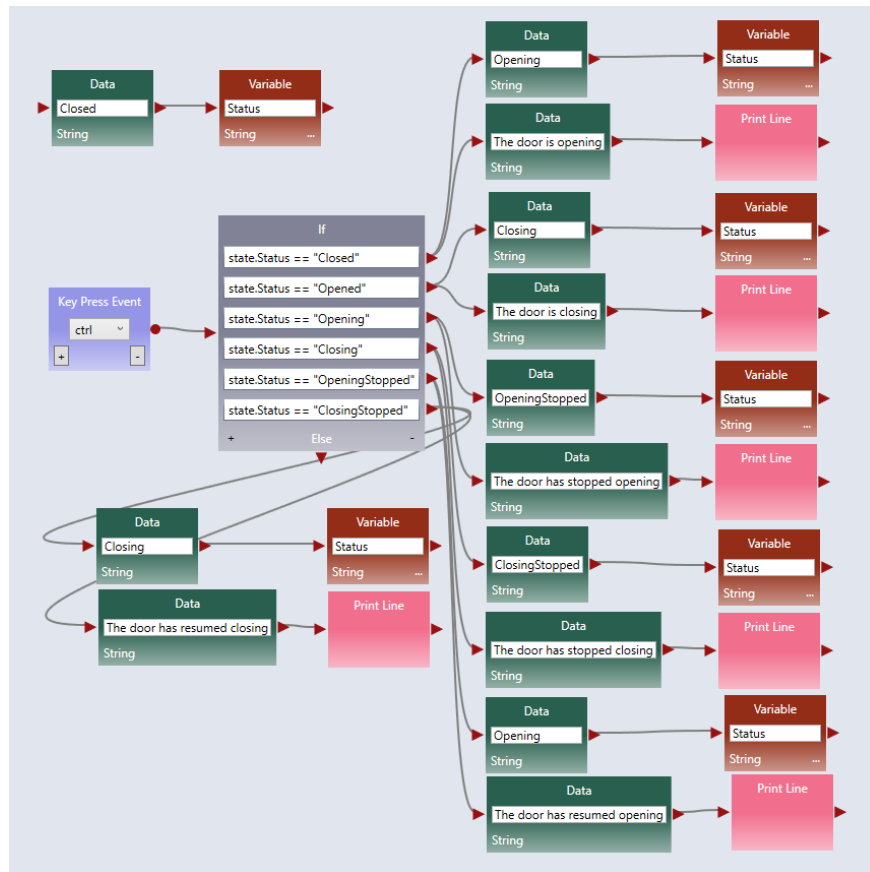 Data
Closed
String
Variable
Status
String ...
Key Press Event
ctrl
+ -
If
state.Status == "Closed"
state.Status == "Opened"
state.Status == "Opening"
state.Status == "Closing"
state.Status == "OpeningStopped"
state.Status == "ClosingStopped"
+ Else -
Data
Opening
String
Variable
Status
String ...
Data
The door is opening
String
Print Line
Data
Closing
String
Variable
Status
String ...
Data
The door is closing
String
Print Line
Data
OpeningStopped
String
Variable
Status
String ...
Data
The door has stopped opening
String
Print Line
Data
ClosingStopped
String
Variable
Status
String ...
Data
The door has stopped closing
String
Print Line
Data
Opening
String
Variable
Status
String ...
Data
The door has resumed opening
String
Print Line
Data
Closing
String
Variable
Status
String ...
Data
The door has resumed closing
String
Print Line